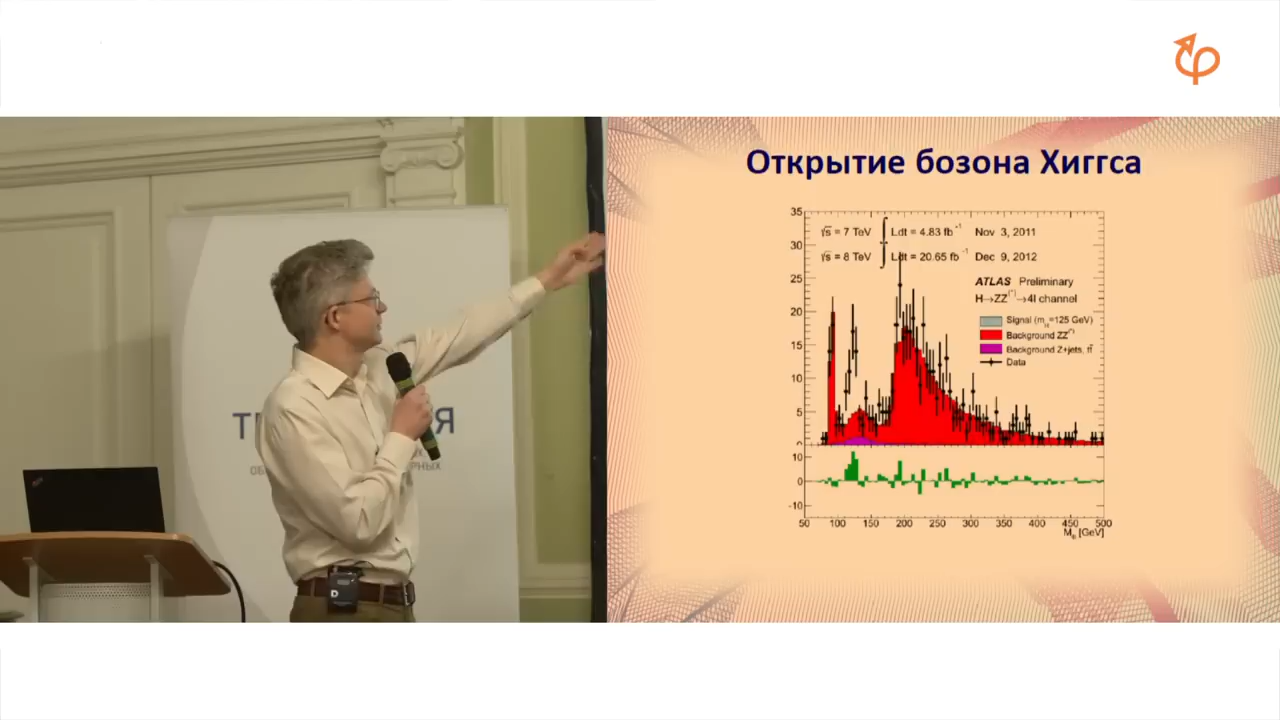 Открытие бозона Хиггса
35
√s = 7 TeV ∫ Ldt = 4.83 fb⁻¹ Nov 3, 2011
30
√s = 8 TeV ∫ Ldt = 20.65 fb⁻¹ Dec 9, 2012
25
ATLAS Preliminary
H→ZZ(*)→4l channel
20
Signal (mH=125 GeV)
Background ZZ(*)
15
Background Z+jets, tt̄
Data
10
5
0
10
0
-10
50 100 150 200 250 300 350 400 450 500
[GeV]